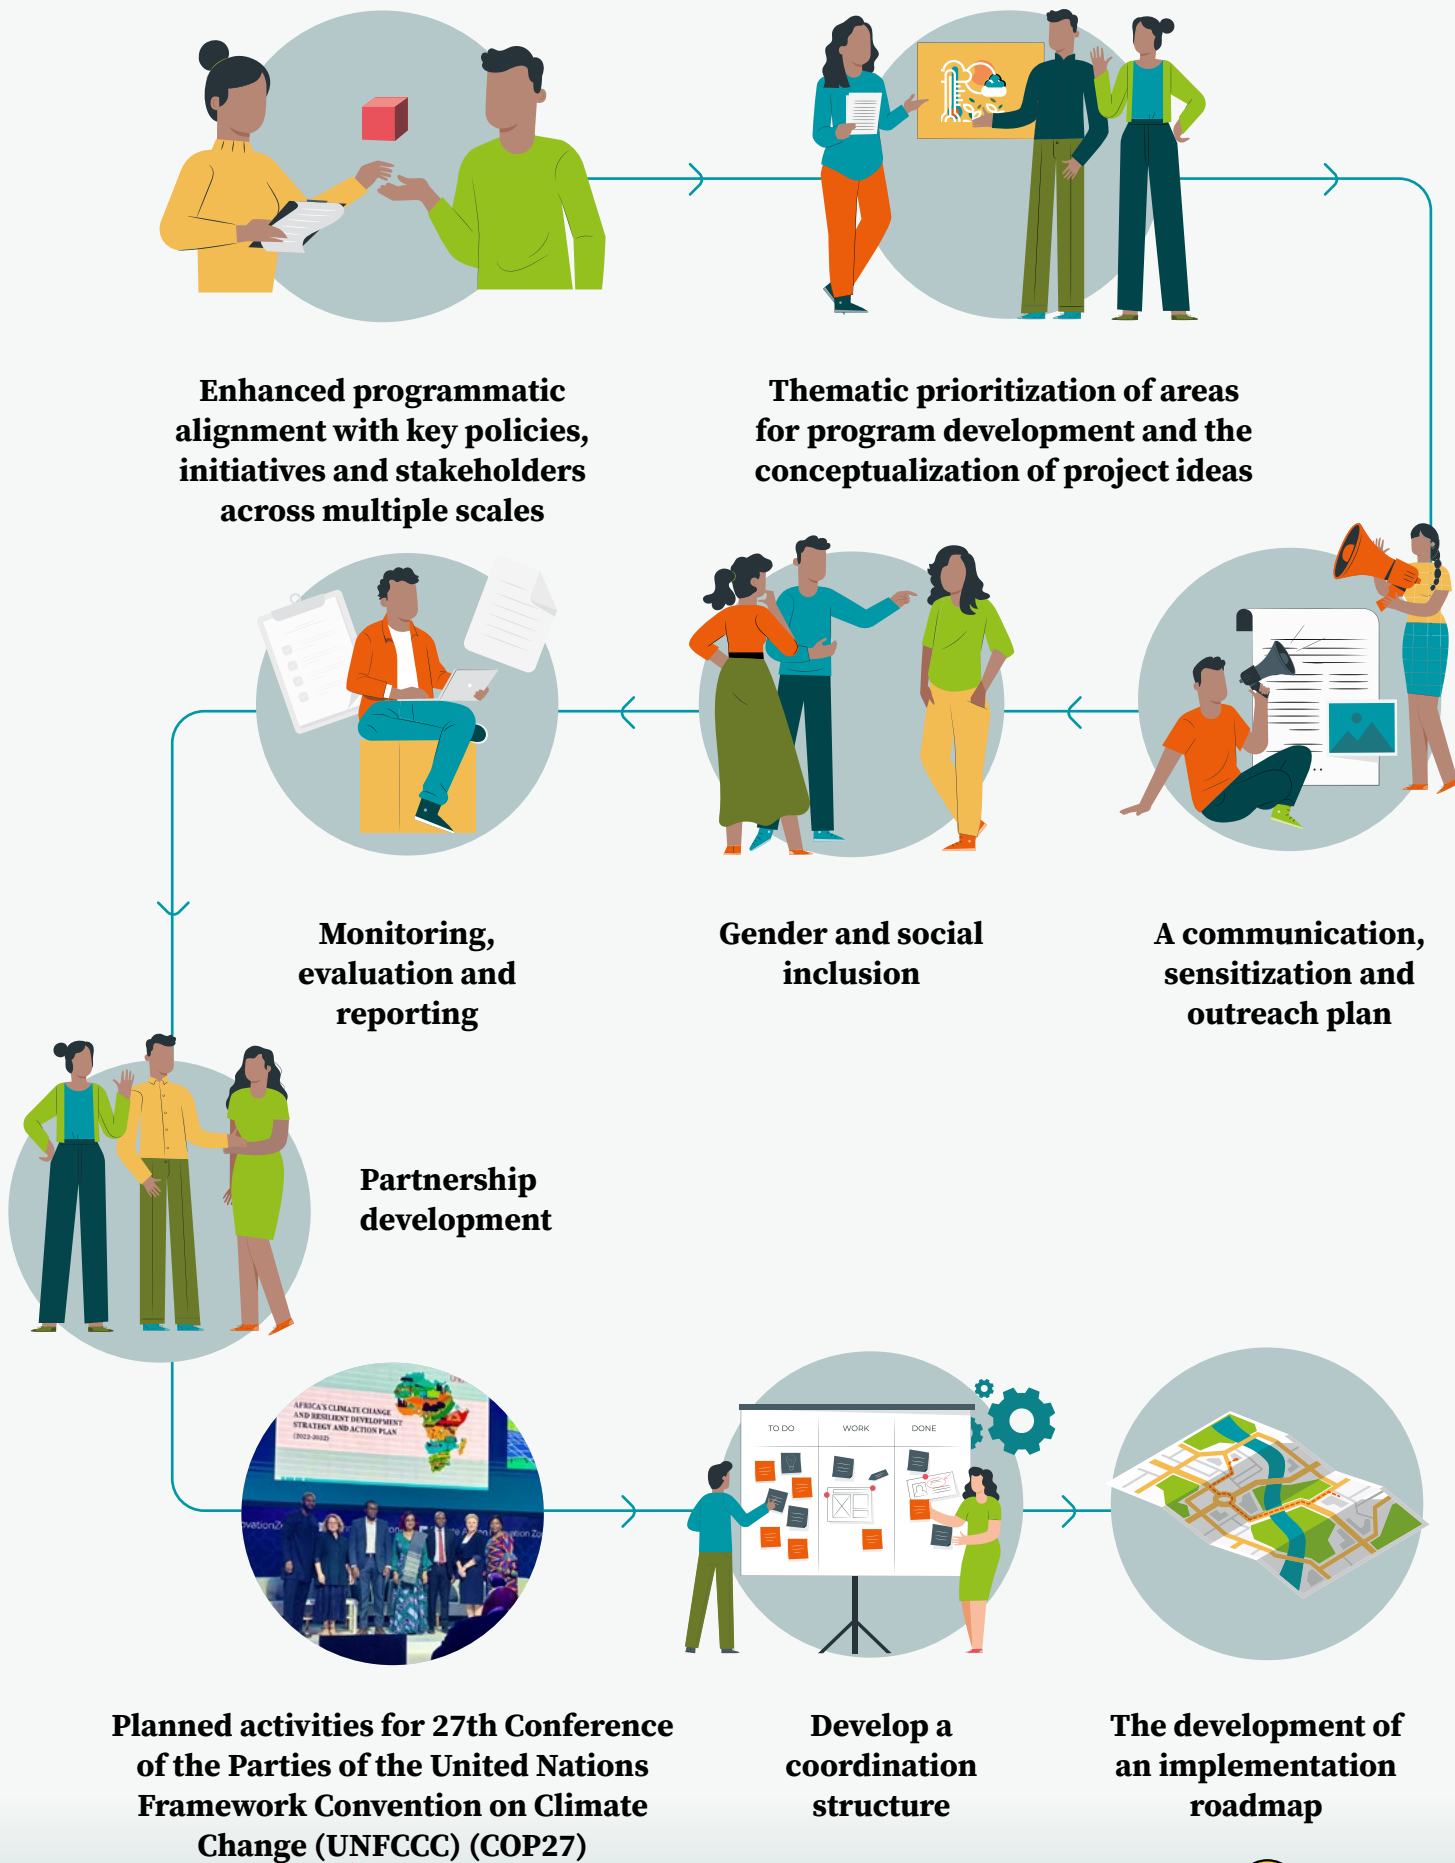 Enhanced programmatic
alignment with key policies,
initiatives and stakeholders
across multiple scales
Thematic prioritization of areas
for program development and the
conceptualization of project ideas
A communication,
sensitization and
outreach plan
Gender and social
inclusion
Monitoring,
evaluation and
reporting
Partnership
development
AFRICA'S CLIMATE CHANGE
AND RESILIENT DEVELOPMENT
STRATEGY AND ACTION PLAN
(2022-2032)
Planned activities for 27th Conference
of the Parties of the United Nations
Framework Convention on Climate
Change (UNFCCC) (COP27)
TO DO
WORK
DONE
Develop a
coordination
structure
The development of
an implementation
roadmap